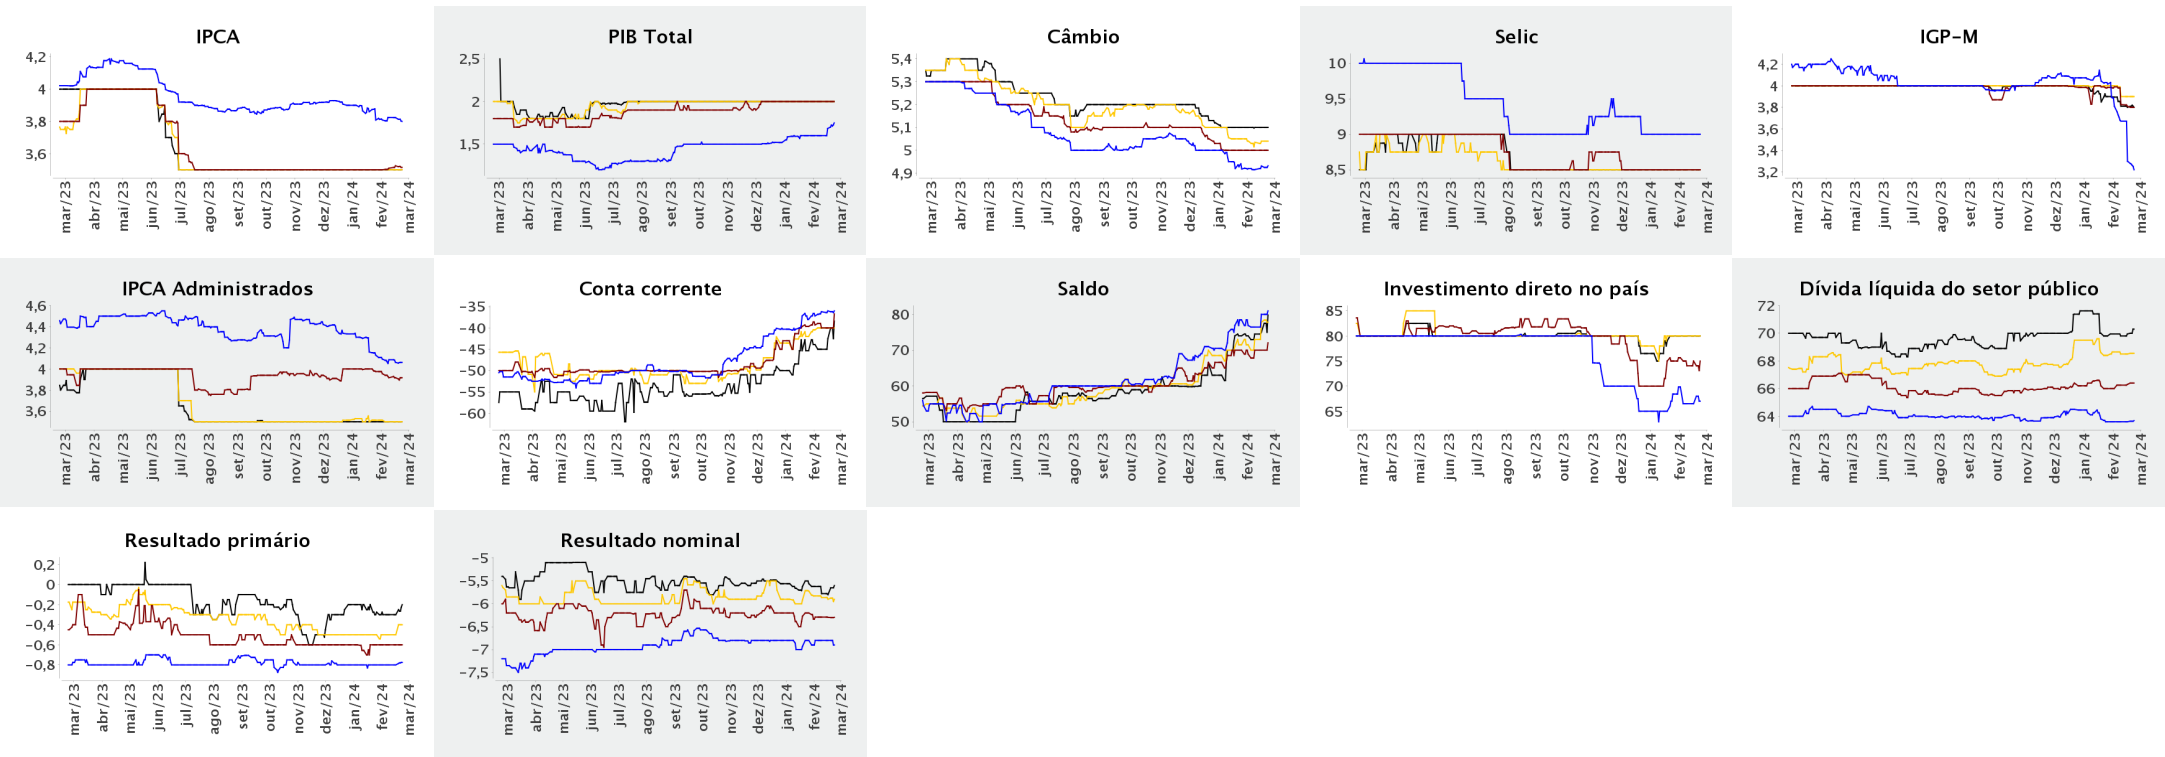 IPCA
4,2
4
3,8
3,6
mar/23
abr/23
mai/23
jun/23
jul/23
ago/23
set/23
out/23
nov/23
dez/23
jan/24
fev/24
mar/24
PIB Total
2,5
2
1,5
mar/23
abr/23
mai/23
jun/23
jul/23
ago/23
set/23
out/23
nov/23
dez/23
jan/24
fev/24
mar/24
Câmbio
5,4
5,3
5,2
5,1
5
4,9
mar/23
abr/23
mai/23
jun/23
jul/23
ago/23
set/23
out/23
nov/23
dez/23
jan/24
fev/24
mar/24
Selic
10
9,5
9
8,5
mar/23
abr/23
mai/23
jun/23
jul/23
ago/23
set/23
out/23
nov/23
dez/23
jan/24
fev/24
mar/24
IGP-M
4,2
4
3,8
3,6
3,4
3,2
mar/23
abr/23
mai/23
jun/23
jul/23
ago/23
set/23
out/23
nov/23
dez/23
jan/24
fev/24
mar/24
IPCA Administrados
4,6
4,4
4,2
4
3,8
3,6
mar/23
abr/23
mai/23
jun/23
jul/23
ago/23
set/23
out/23
nov/23
dez/23
jan/24
fev/24
mar/24
Conta corrente
−35
−40
−45
−50
−55
−60
mar/23
abr/23
mai/23
jun/23
jul/23
ago/23
set/23
out/23
nov/23
dez/23
jan/24
fev/24
mar/24
Saldo
80
70
60
50
mar/23
abr/23
mai/23
jun/23
jul/23
ago/23
set/23
out/23
nov/23
dez/23
jan/24
fev/24
mar/24
Investimento direto no país
85
80
75
70
65
mar/23
abr/23
mai/23
jun/23
jul/23
ago/23
set/23
out/23
nov/23
dez/23
jan/24
fev/24
mar/24
Dívida líquida do setor público
72
70
68
66
64
mar/23
abr/23
mai/23
jun/23
jul/23
ago/23
set/23
out/23
nov/23
dez/23
jan/24
fev/24
mar/24
Resultado primário
0,2
0
−0,2
−0,4
−0,6
−0,8
mar/23
abr/23
mai/23
jun/23
jul/23
ago/23
set/23
out/23
nov/23
dez/23
jan/24
fev/24
mar/24
Resultado nominal
−5
−5,5
−6
−6,5
−7
−7,5
mar/23
abr/23
mai/23
jun/23
jul/23
ago/23
set/23
out/23
nov/23
dez/23
jan/24
fev/24
mar/24